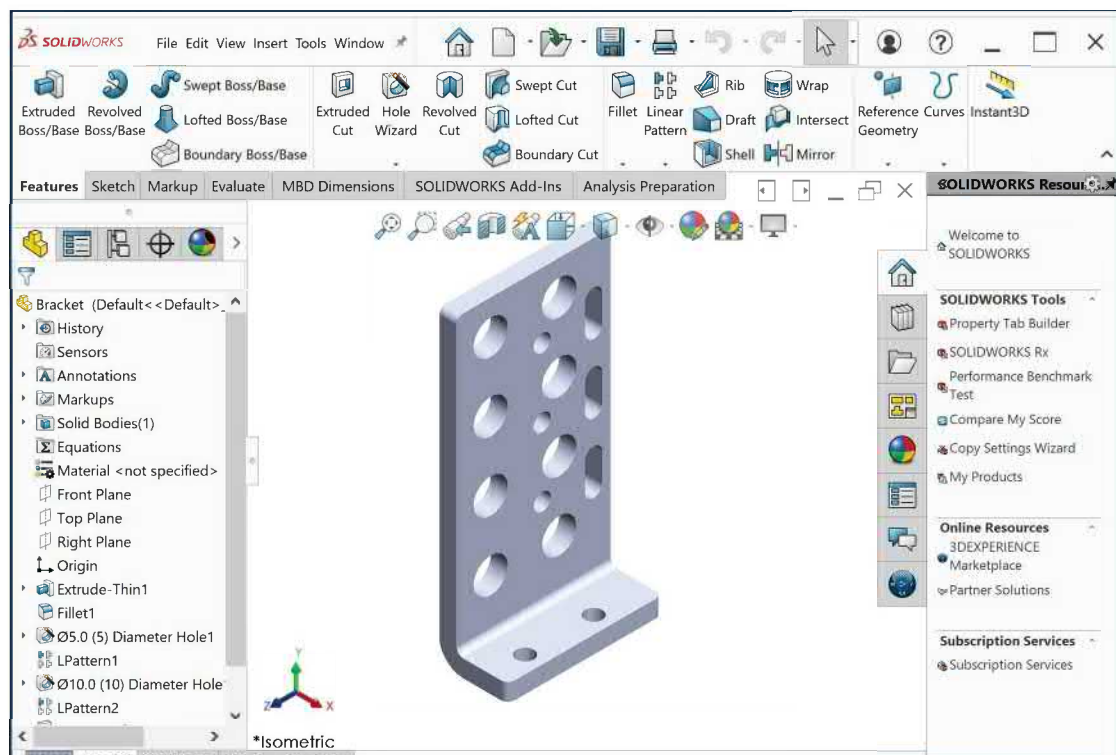 SOLIDWORKS File Edit View Insert Tools Window
Extruded Boss/Base
Revolved Boss/Base
Swept Boss/Base
Lofted Boss/Base
Boundary Boss/Base
Extruded Cut
Hole Wizard
Revolved Cut
Swept Cut
Lofted Cut
Boundary Cut
Fillet
Linear Pattern
Rib
Draft
Shell
Wrap
Intersect
Mirror
Reference Geometry
Curves
Instant3D
Features Sketch Markup Evaluate MBD Dimensions SOLIDWORKS Add-Ins Analysis Preparation
Bracket (Default<<Default>_
History
Sensors
Annotations
Markups
Solid Bodies(1)
Equations
Material <not specified>
Front Plane
Top Plane
Right Plane
Origin
Extrude-Thin1
Fillet1
Ø5.0 (5) Diameter Hole1
LPattern1
Ø10.0 (10) Diameter Hole
LPattern2
Y
Z
X
*Isometric
SOLIDWORKS Resour...
Welcome to
SOLIDWORKS
SOLIDWORKS Tools
Property Tab Builder
SOLIDWORKS Rx
Performance Benchmark
Test
Compare My Score
Copy Settings Wizard
My Products
Online Resources
3DEXPERIENCE
Marketplace
Partner Solutions
Subscription Services
Subscription Services